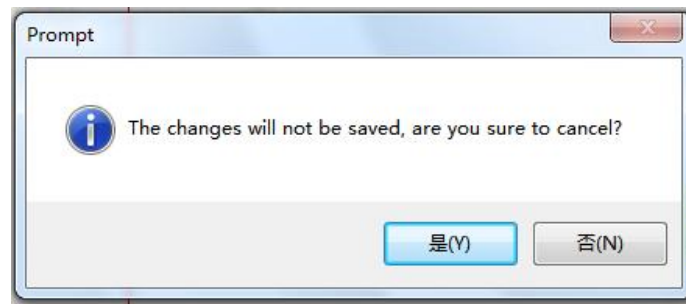 Prompt
The changes will not be saved, are you sure to cancel?
是(Y) 否(N)